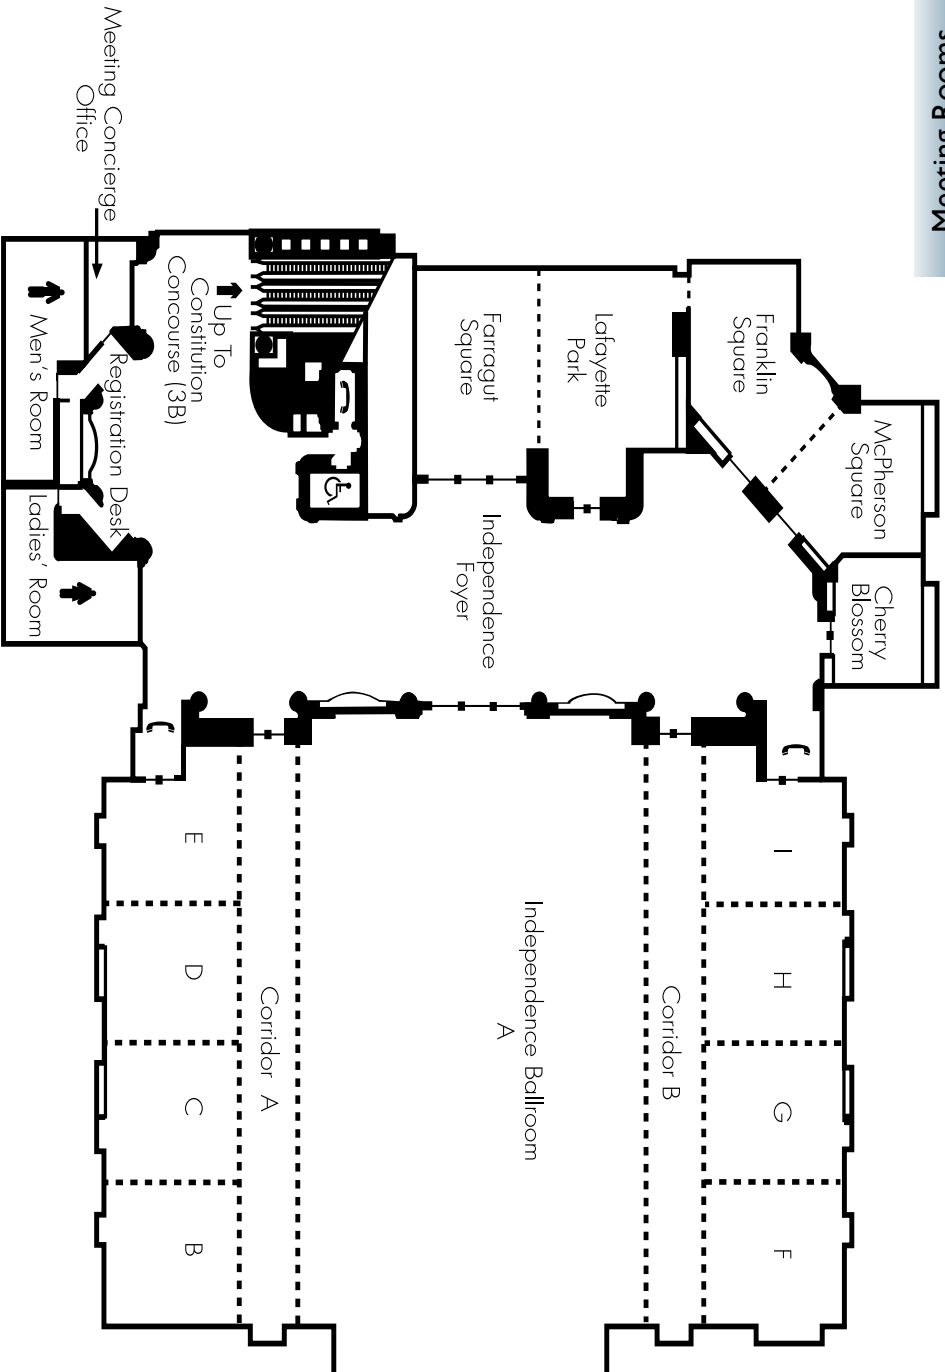 Meeting Rooms
Meeting Concierge
Office
Men's Room
Registration Desk
Ladies' Room
Up To
Constitution
Concourse (3B)
Farragut
Square
Lafayette
Park
Franklin
Square
McPherson
Square
Cherry
Blossom
Independence
Foyer
E
D
C
B
Corridor A
Independence Ballroom
A
Corridor B
I
H
G
F